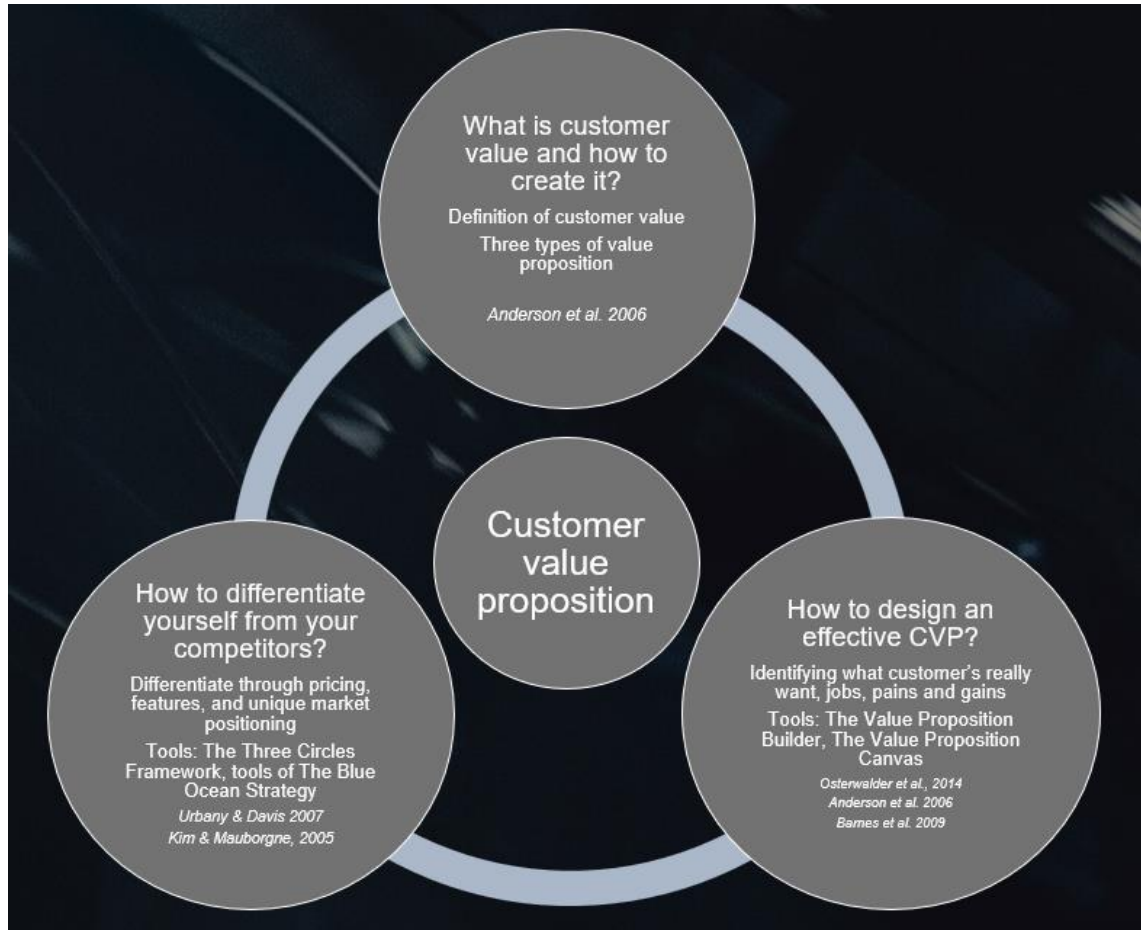 What is customer
value and how to
create it?
Definition of customer value
Three types of value
proposition
Anderson et al. 2006
Customer
value
proposition
How to differentiate
yourself from your
competitors?
Differentiate through pricing,
features, and unique market
positioning
Tools: The Three Circles
Framework, tools of The Blue
Ocean Strategy
Urbany & Davis 2007
Kim & Mauborgne, 2005
How to design an
effective CVP?
Identifying what customer's really
want, jobs, pains and gains
Tools: The Value Proposition
Builder, The Value Proposition
Canvas
Osterwalder et al., 2014
Anderson et al. 2006
Barnes et al. 2009